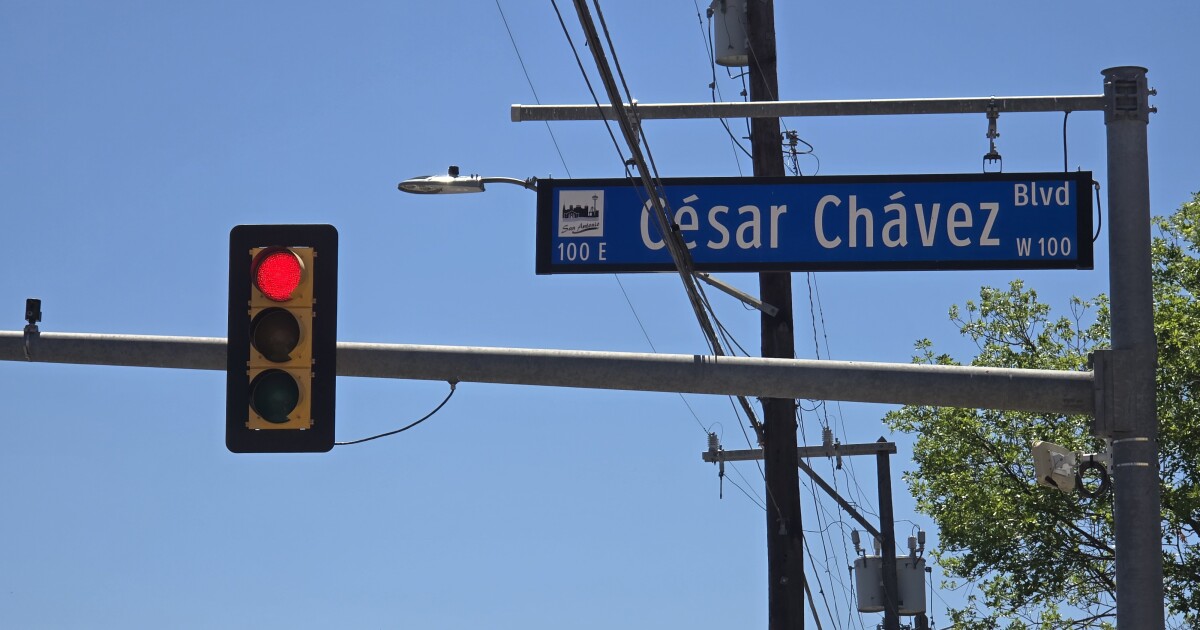 San Antonio
100 E
César Chávez
Blvd
W 100